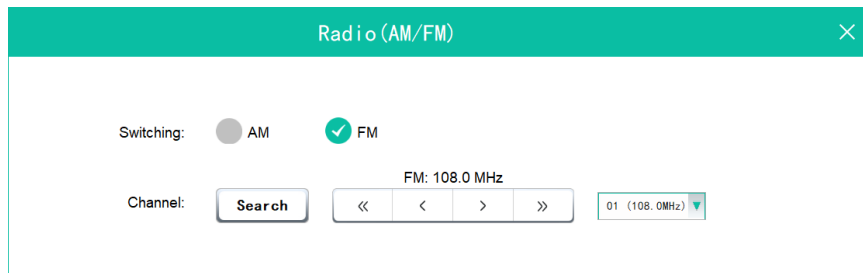 Radio(AM/FM)
Switching: AM FM
FM: 108.0 MHz
Channel: Search « < > » 01 (108.0MHz)